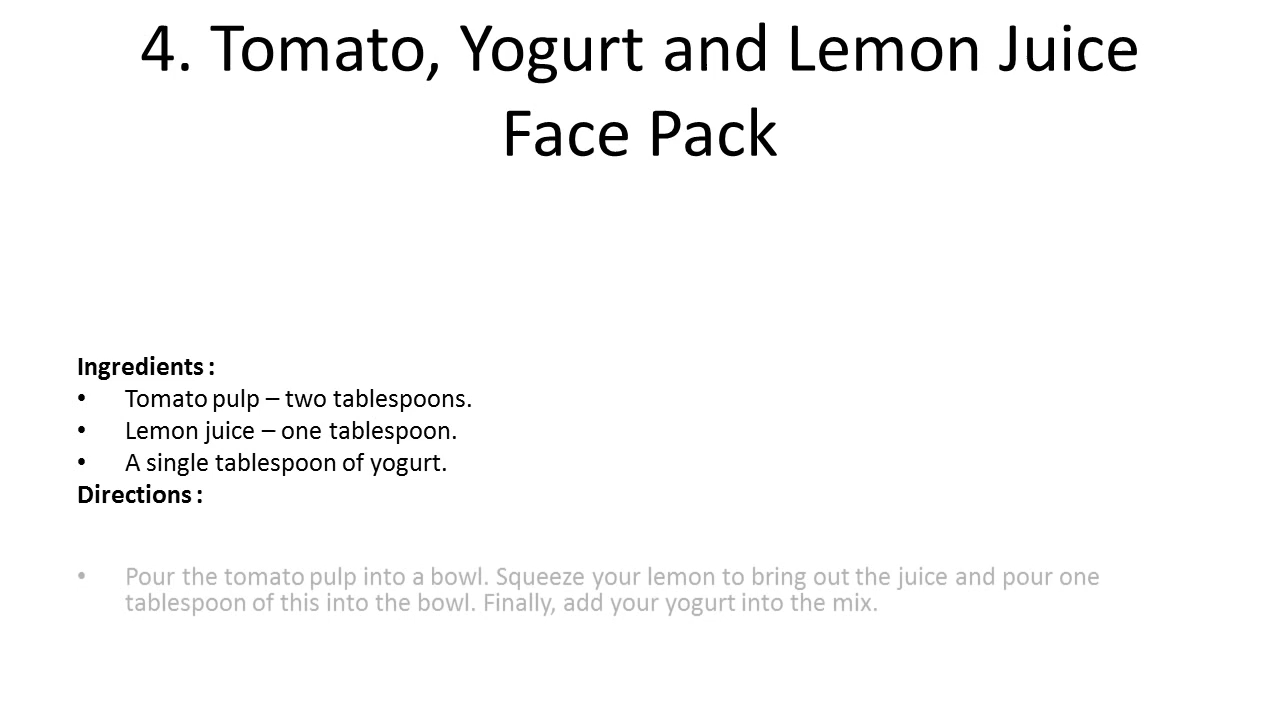 4. Tomato, Yogurt and Lemon Juice
Face Pack
Ingredients :
• Tomato pulp – two tablespoons.
• Lemon juice – one tablespoon.
• A single tablespoon of yogurt.
Directions :
• Pour the tomato pulp into a bowl. Squeeze your lemon to bring out the juice and pour one
tablespoon of this into the bowl. Finally, add your yogurt into the mix.